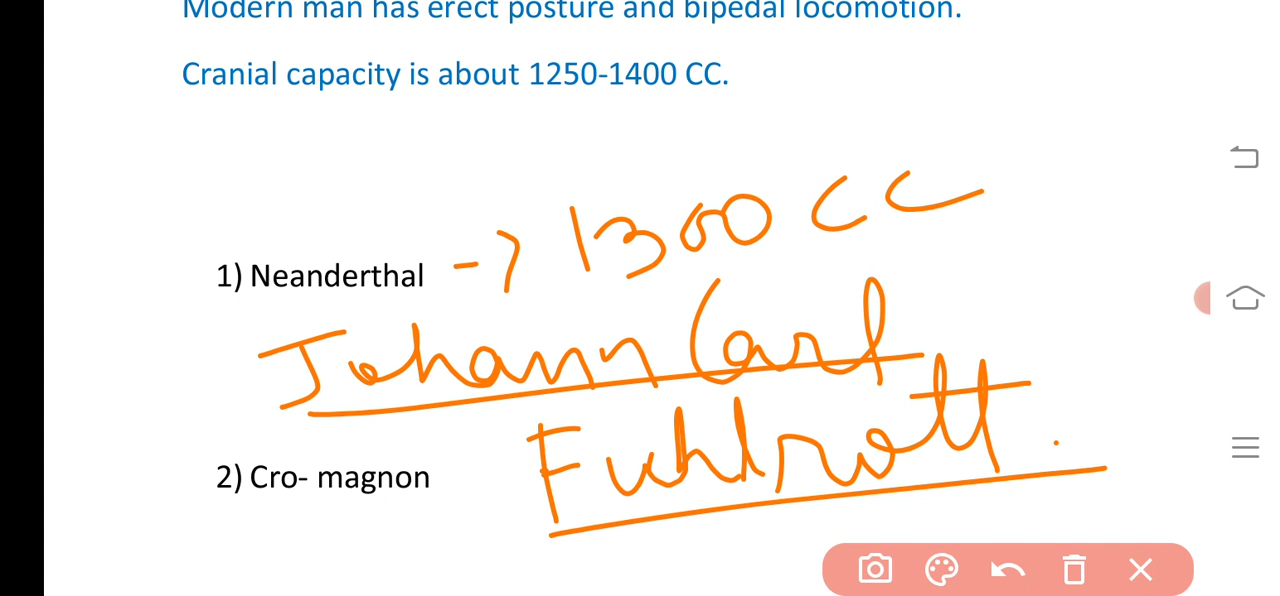 Modern man has erect posture and bipedal locomotion.
Cranial capacity is about 1250-1400 CC.
1) Neanderthal -> 1300 CC
Johann Carl
Fuhlrott.
2) Cro- magnon